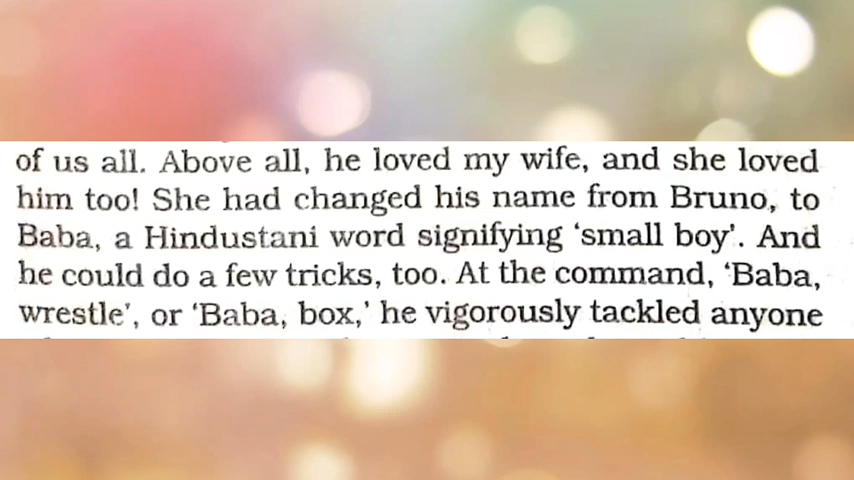 of us all. Above all, he loved my wife, and she loved
him too! She had changed his name from Bruno, to
Baba, a Hindustani word signifying ‘small boy’. And
he could do a few tricks, too. At the command, ‘Baba,
wrestle’, or ‘Baba, box,’ he vigorously tackled anyone